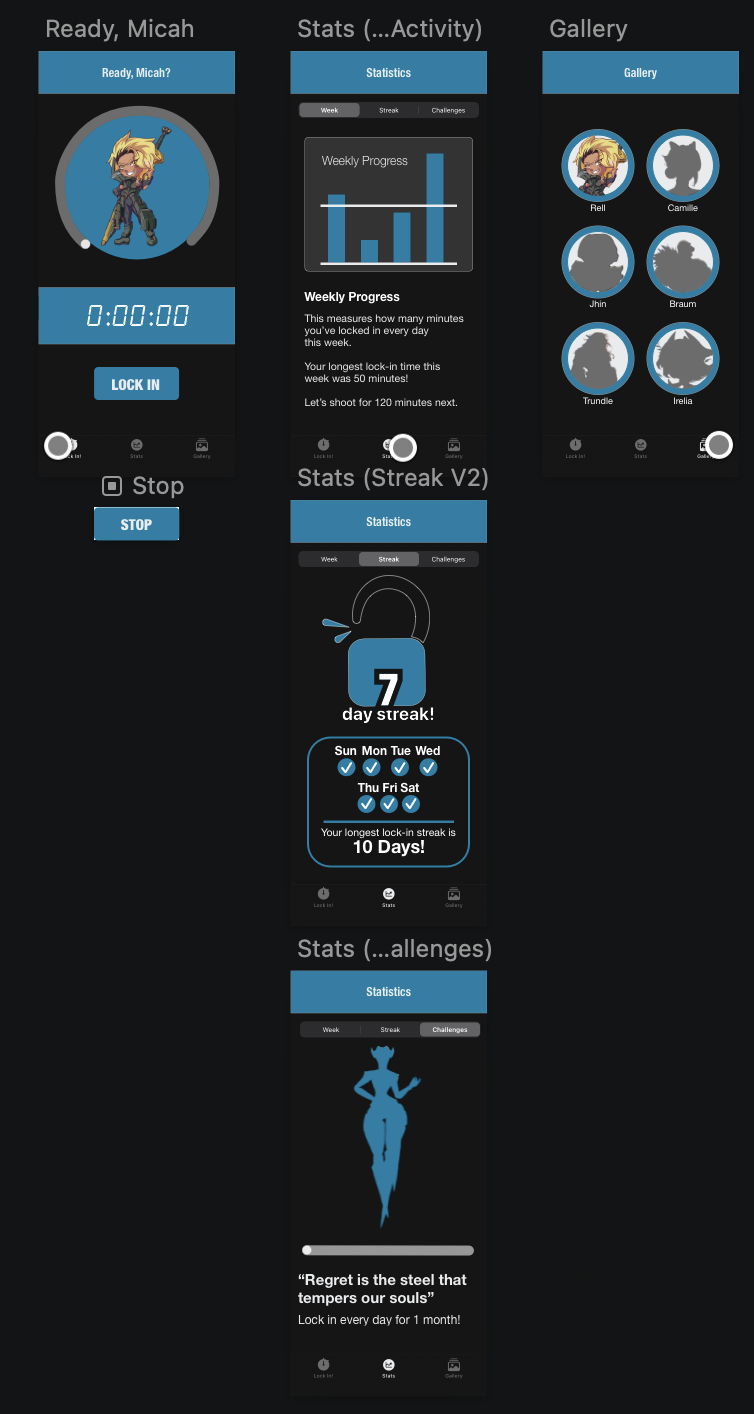 Ready, Micah
Ready, Micah?
0:00:00
LOCK IN
Stats
Gallery
Stop
STOP
Stats (...Activity)
Statistics
Week Streak Challenges
Weekly Progress
Weekly Progress
This measures how many minutes
you’ve locked in every day
this week.
Your longest lock-in time this
week was 50 minutes!
Let’s shoot for 120 minutes next.
Lock In!
Gallery
Stats (Streak V2)
Statistics
Week Streak Challenges
7
day streak!
Sun Mon Tue Wed
Thu Fri Sat
Your longest lock-in streak is
10 Days!
Lock In! Stats Gallery
Stats (...allenges)
Statistics
Week Streak Challenges
“Regret is the steel that
tempers our souls”
Lock in every day for 1 month!
Lock In! Stats Gallery
Gallery
Gallery
Rell Camille
Jhin Braum
Trundle Irelia
Lock In! Stats